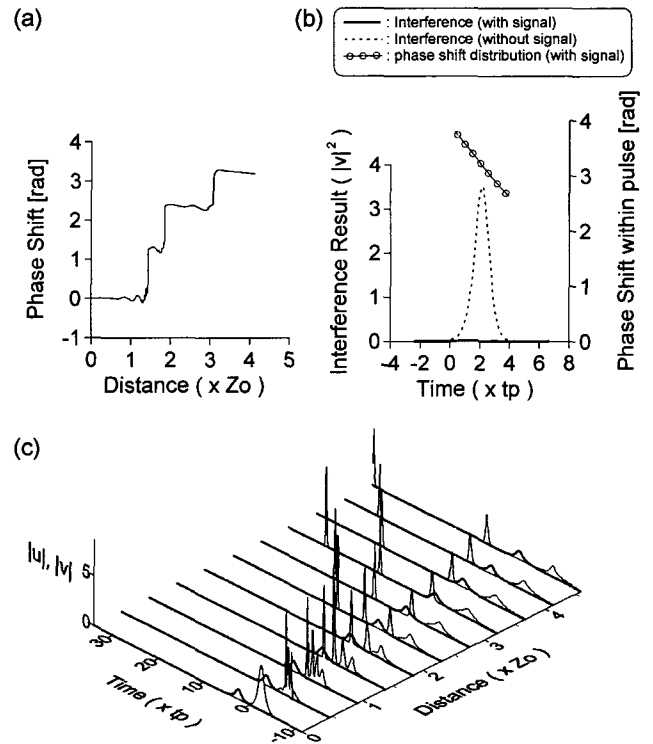 (a)
Phase Shift [rad]
4
3
2
1
0
-1
0 1 2 3 4 5
Distance ( x Zo )
(b)
: Interference (with signal)
: Interference (without signal)
: phase shift distribution (with signal)
Interference Result ( |v|² )
4
3
2
1
0
-4 -2 0 2 4 6 8
Time ( x tp )
4
3
2
1
0
Phase Shift within pulse [rad]
(c)
|u|, |v|
5
0
30
20
10
0
-10
Time ( x tp )
0
1
2
3
4
Distance ( x Zo )